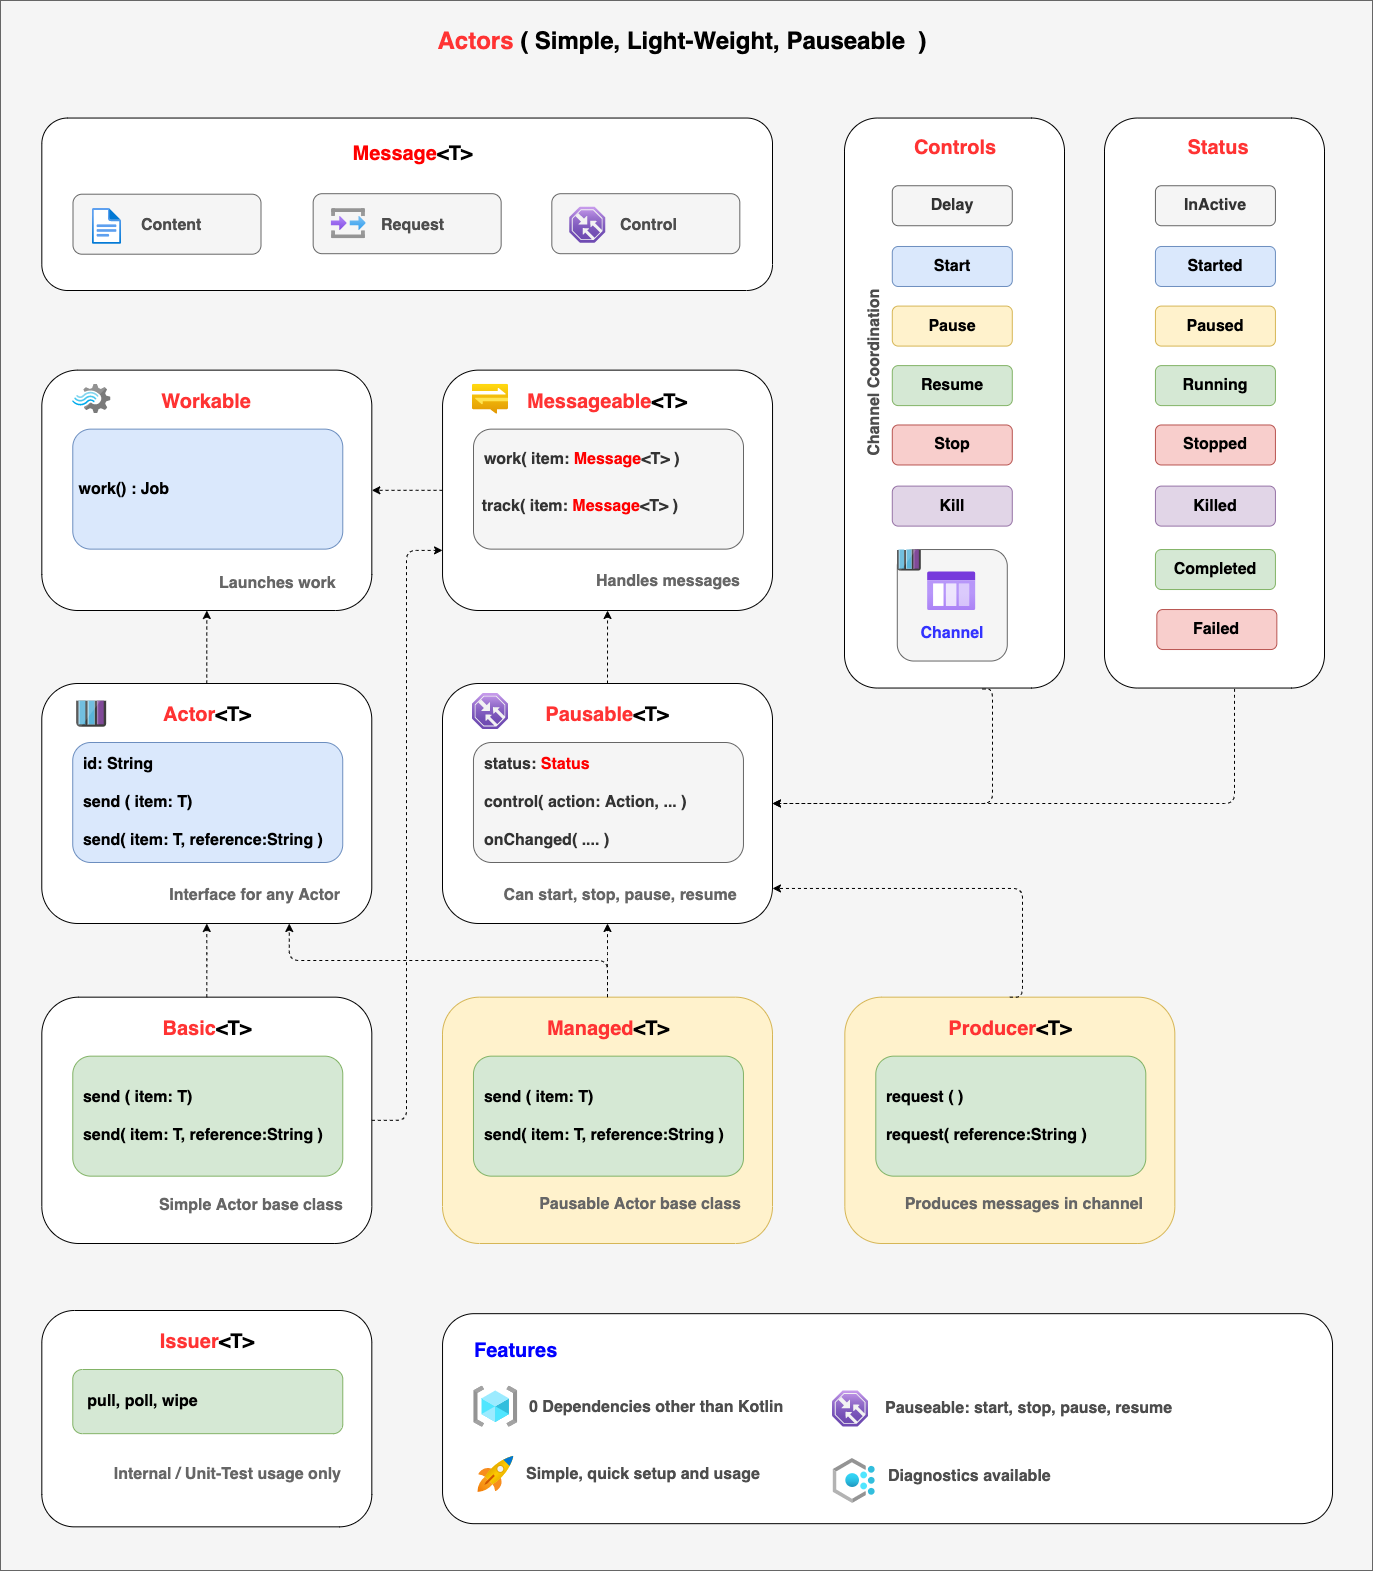 Actors ( Simple, Light-Weight, Pauseable )
Message<T>
Content
Request
Control
Controls
Delay
Start
Pause
Resume
Stop
Kill
Channel Coordination
Channel
Status
InActive
Started
Paused
Running
Stopped
Killed
Completed
Failed
Workable
work() : Job
Launches work
Messageable<T>
work( item: Message<T> )
track( item: Message<T> )
Handles messages
Actor<T>
id: String
send ( item: T)
send( item: T, reference:String )
Interface for any Actor
Pausable<T>
status: Status
control( action: Action, ... )
onChanged( .... )
Can start, stop, pause, resume
Basic<T>
send ( item: T)
send( item: T, reference:String )
Simple Actor base class
Managed<T>
send ( item: T)
send( item: T, reference:String )
Pausable Actor base class
Producer<T>
request ( )
request( reference:String )
Produces messages in channel
Issuer<T>
pull, poll, wipe
Internal / Unit-Test usage only
Features
0 Dependencies other than Kotlin
Pauseable: start, stop, pause, resume
Simple, quick setup and usage
Diagnostics available